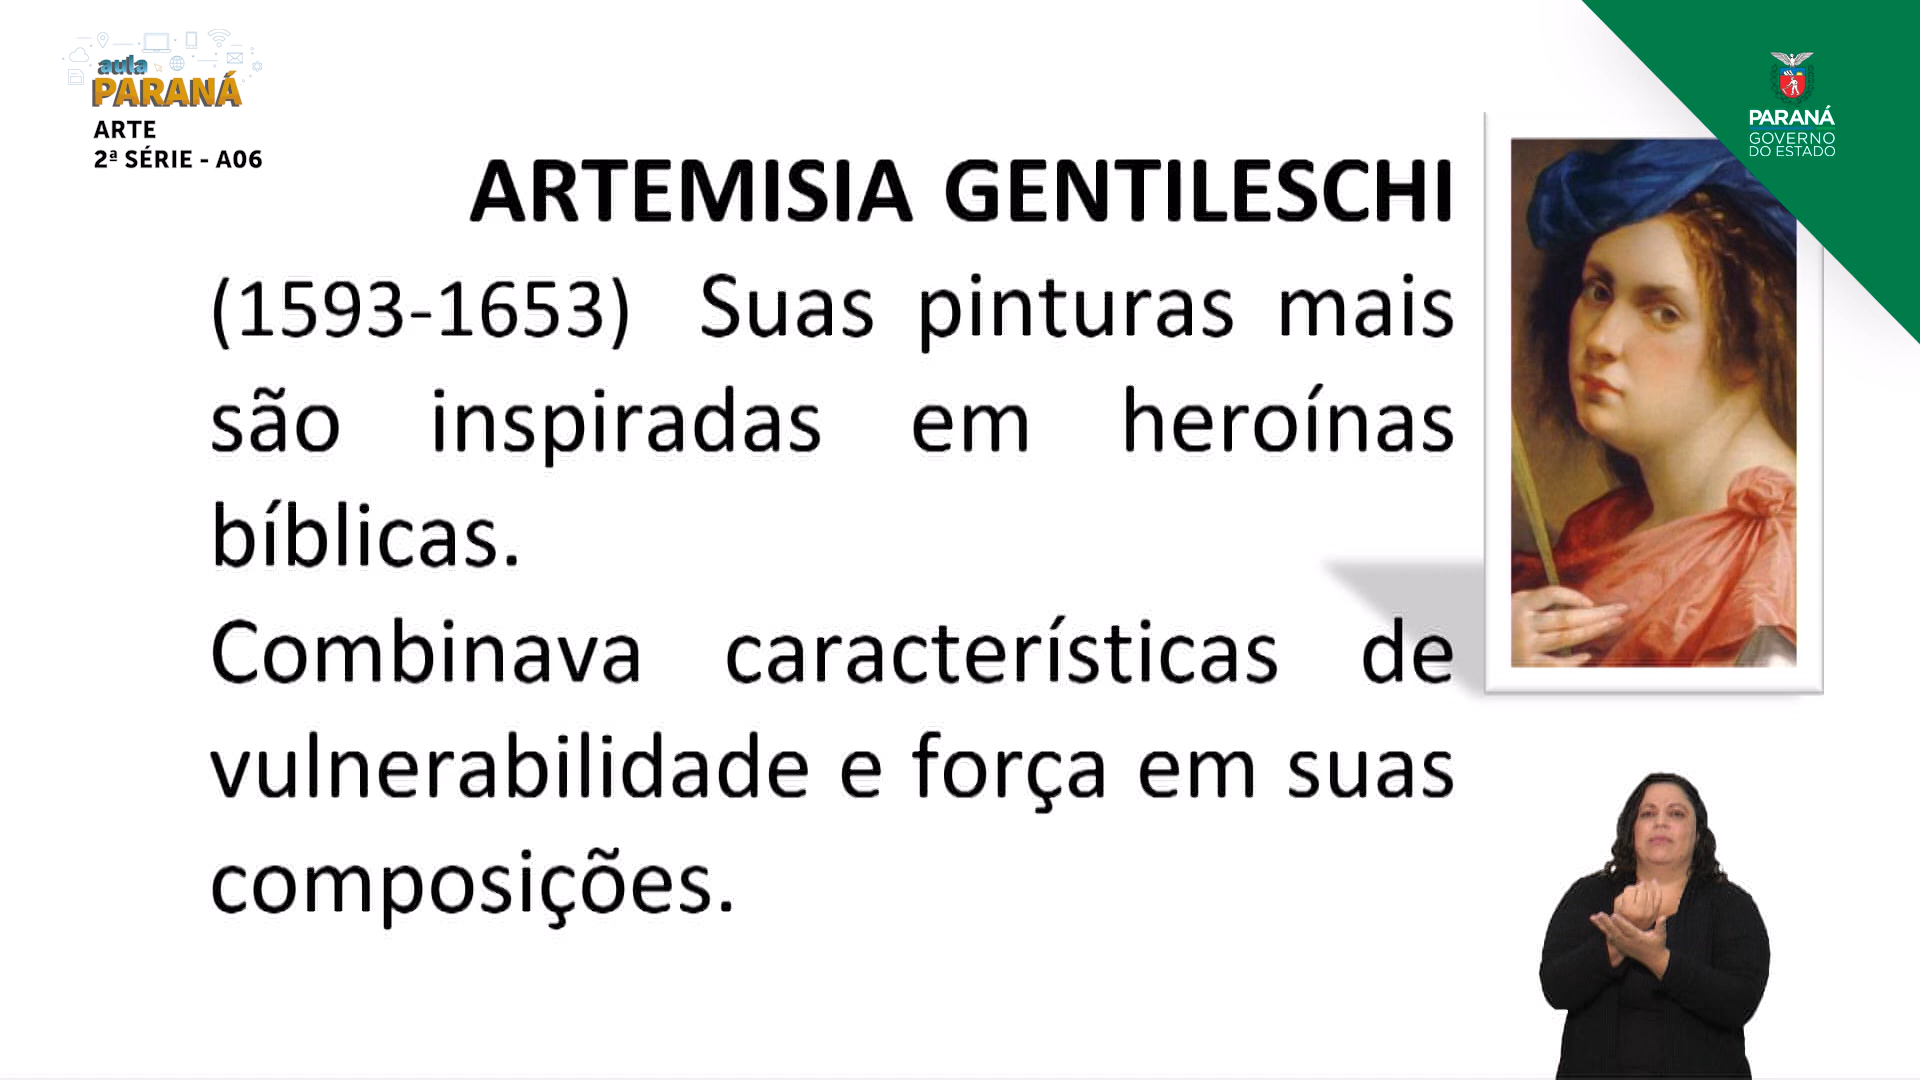 aula
PARANÁ
ARTE
2ª SÉRIE - A06
PARANÁ
GOVERNO
DO ESTADO
ARTEMISIA GENTILESCHI
(1593-1653) Suas pinturas mais
são inspiradas em heroínas
bíblicas.
Combinava características de
vulnerabilidade e força em suas
composições.